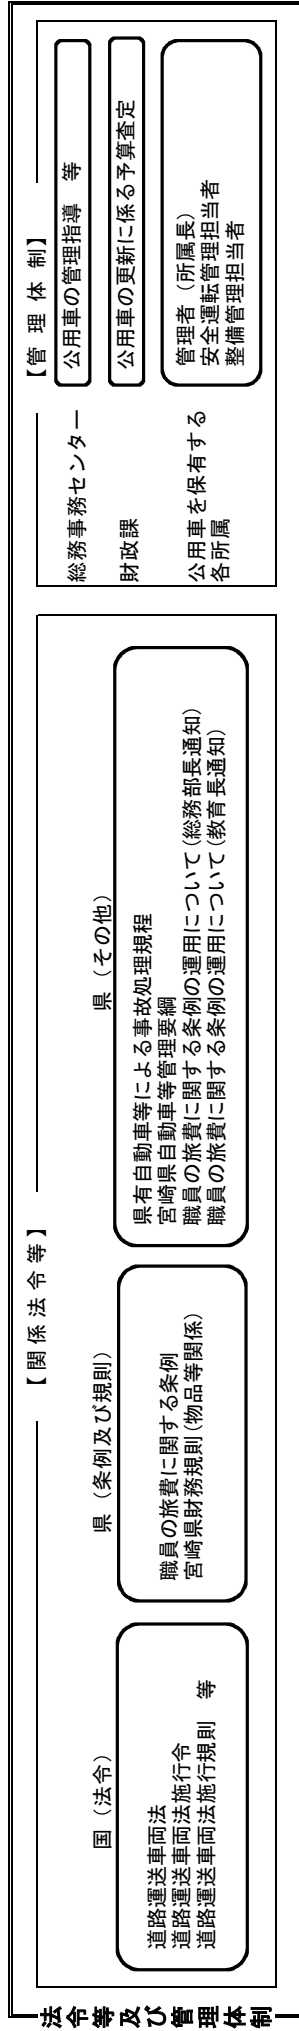 法令等及び管理体制
【関係法令等】
国（法令）
道路運送車両法
道路運送車両法施行令
道路運送車両法施行規則　等
県（条例及び規則）
職員の旅費に関する条例
宮崎県財務規則(物品等関係)
県（その他）
県有自動車等による事故処理規程
宮崎県自動車等管理要綱
職員の旅費に関する条例の運用について(総務部長通知)
職員の旅費に関する条例の運用について(教育長通知)
【管理体制】
総務事務センター
公用車の管理指導　等
財政課
公用車の更新に係る予算査定
公用車を保有する
各所属
管理者（所属長）
安全運転管理担当者
整備管理担当者